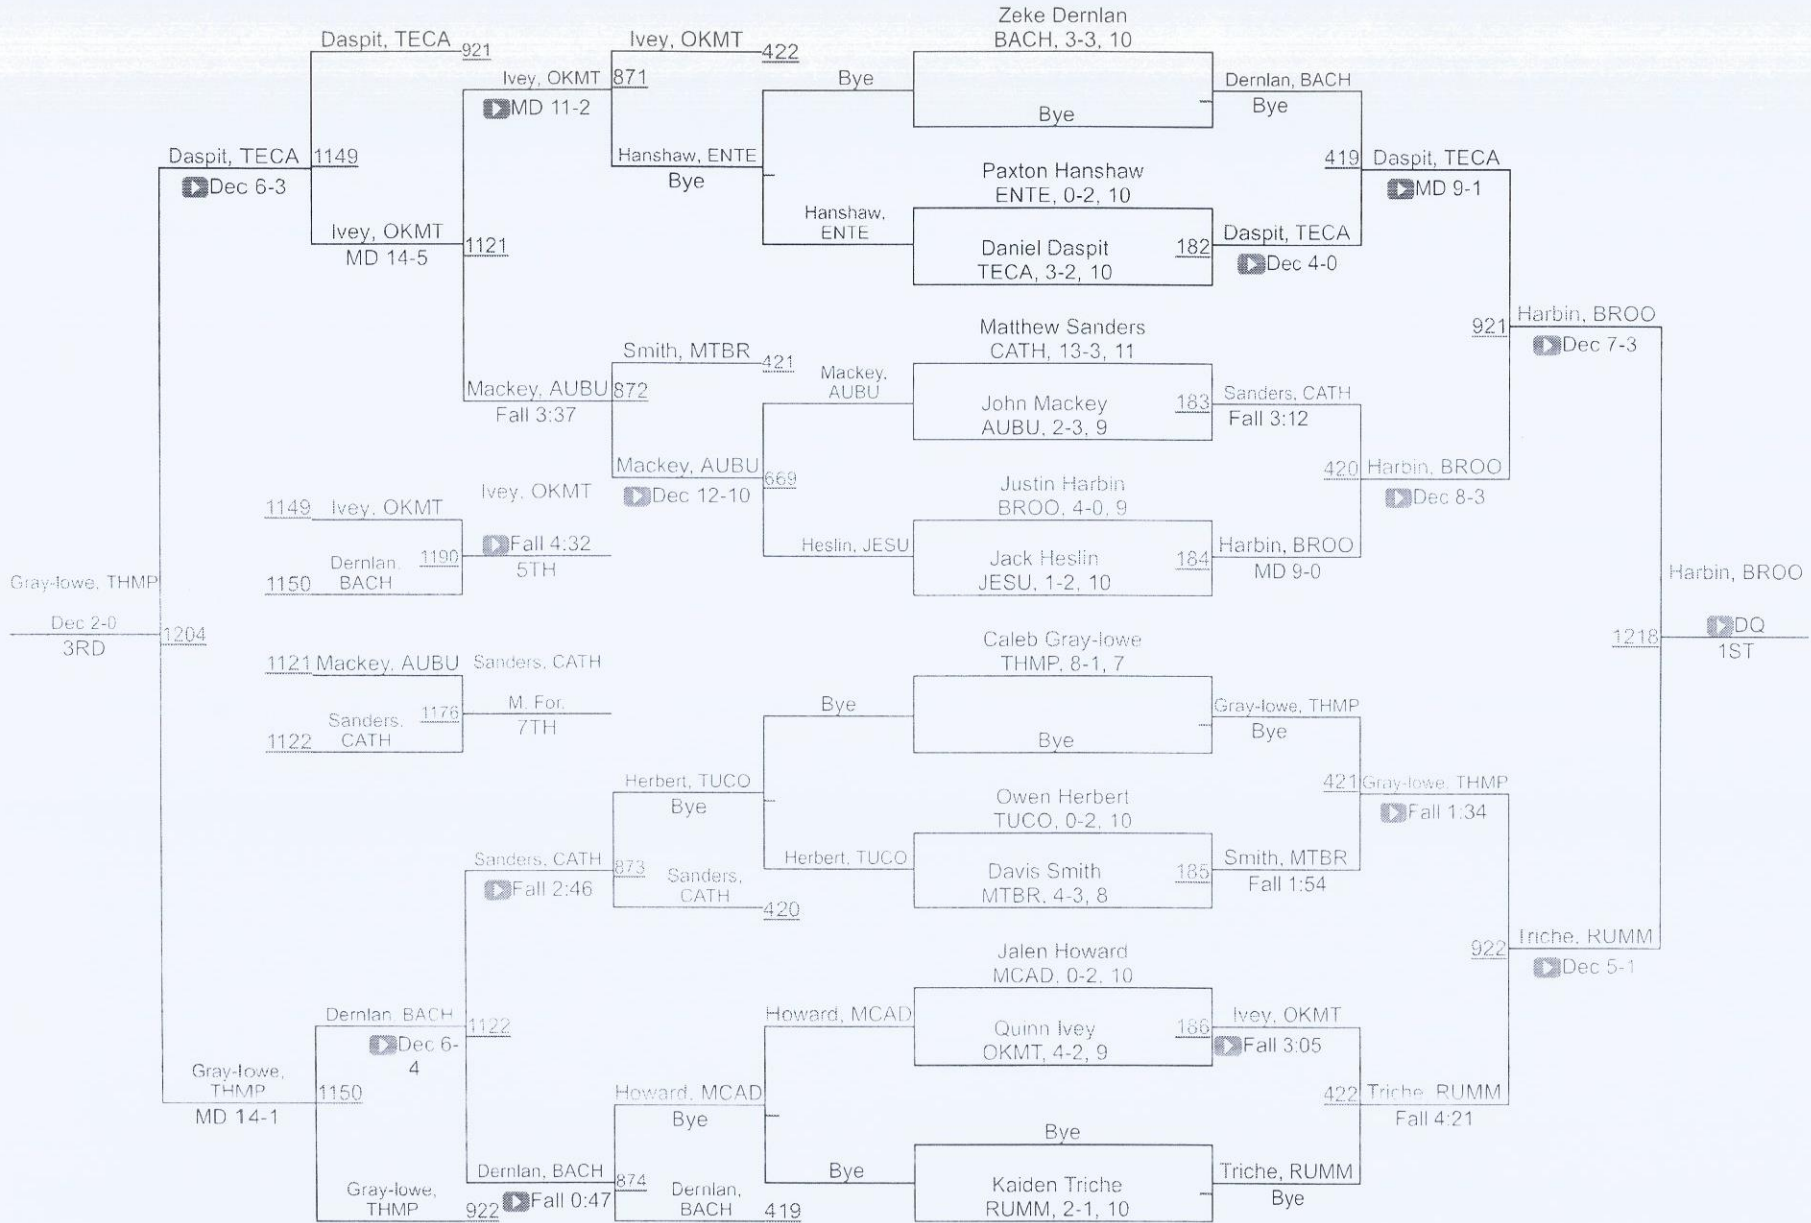 Zeke Dernlan
BACH, 3-3, 10
Daspit, TECA
921
Ivey, OKMT
422
Ivey, OKMT
871
MD 11-2
Bye
Dernlan, BACH
Bye
Bye
Daspit, TECA
1149
Dec 6-3
Hanshaw, ENTE
Bye
Paxton Hanshaw
ENTE, 0-2, 10
419
Daspit, TECA
MD 9-1
Ivey, OKMT
MD 14-5
1121
Hanshaw,
ENTE
Daniel Daspit
TECA, 3-2, 10
182
Daspit, TECA
Dec 4-0
Matthew Sanders
CATH, 13-3, 11
921
Harbin, BROO
Dec 7-3
Smith, MTBR
421
Mackey, AUBU
872
Fall 3:37
Mackey,
AUBU
John Mackey
AUBU, 2-3, 9
183
Sanders, CATH
Fall 3:12
Mackey, AUBU
669
Dec 12-10
Justin Harbin
BROO, 4-0, 9
420
Harbin, BROO
Dec 8-3
1149
Ivey, OKMT
Ivey, OKMT
Dernlan,
BACH
1190
Fall 4:32
5TH
1150
Heslin, JESU
Jack Heslin
JESU, 1-2, 10
184
Harbin, BROO
MD 9-0
Gray-lowe, THMP
Dec 2-0
3RD
1204
Harbin, BROO
1218
DQ
1ST
Caleb Gray-lowe
THMP, 8-1, 7
1121
Mackey, AUBU
Sanders, CATH
Sanders,
CATH
1176
M. For.
7TH
1122
Bye
Bye
Gray-lowe, THMP
Bye
Herbert, TUCO
Bye
Owen Herbert
TUCO, 0-2, 10
421
Gray-lowe, THMP
Fall 1:34
Sanders, CATH
873
Fall 2:46
Sanders,
CATH
420
Herbert, TUCO
Davis Smith
MTBR, 4-3, 8
185
Smith, MTBR
Fall 1:54
Jalen Howard
MCAD, 0-2, 10
922
Triche, RUMM
Dec 5-1
Dernlan, BACH
1122
Dec 6-
4
Howard, MCAD
Quinn Ivey
OKMT, 4-2, 9
186
Ivey, OKMT
Fall 3:05
Gray-lowe,
THMP
1150
MD 14-1
Howard, MCAD
Bye
422
Triche, RUMM
Fall 4:21
Bye
Dernlan, BACH
874
Fall 0:47
Gray-lowe,
THMP
922
Dernlan,
BACH
419
Bye
Kaiden Triche
RUMM, 2-1, 10
Triche, RUMM
Bye